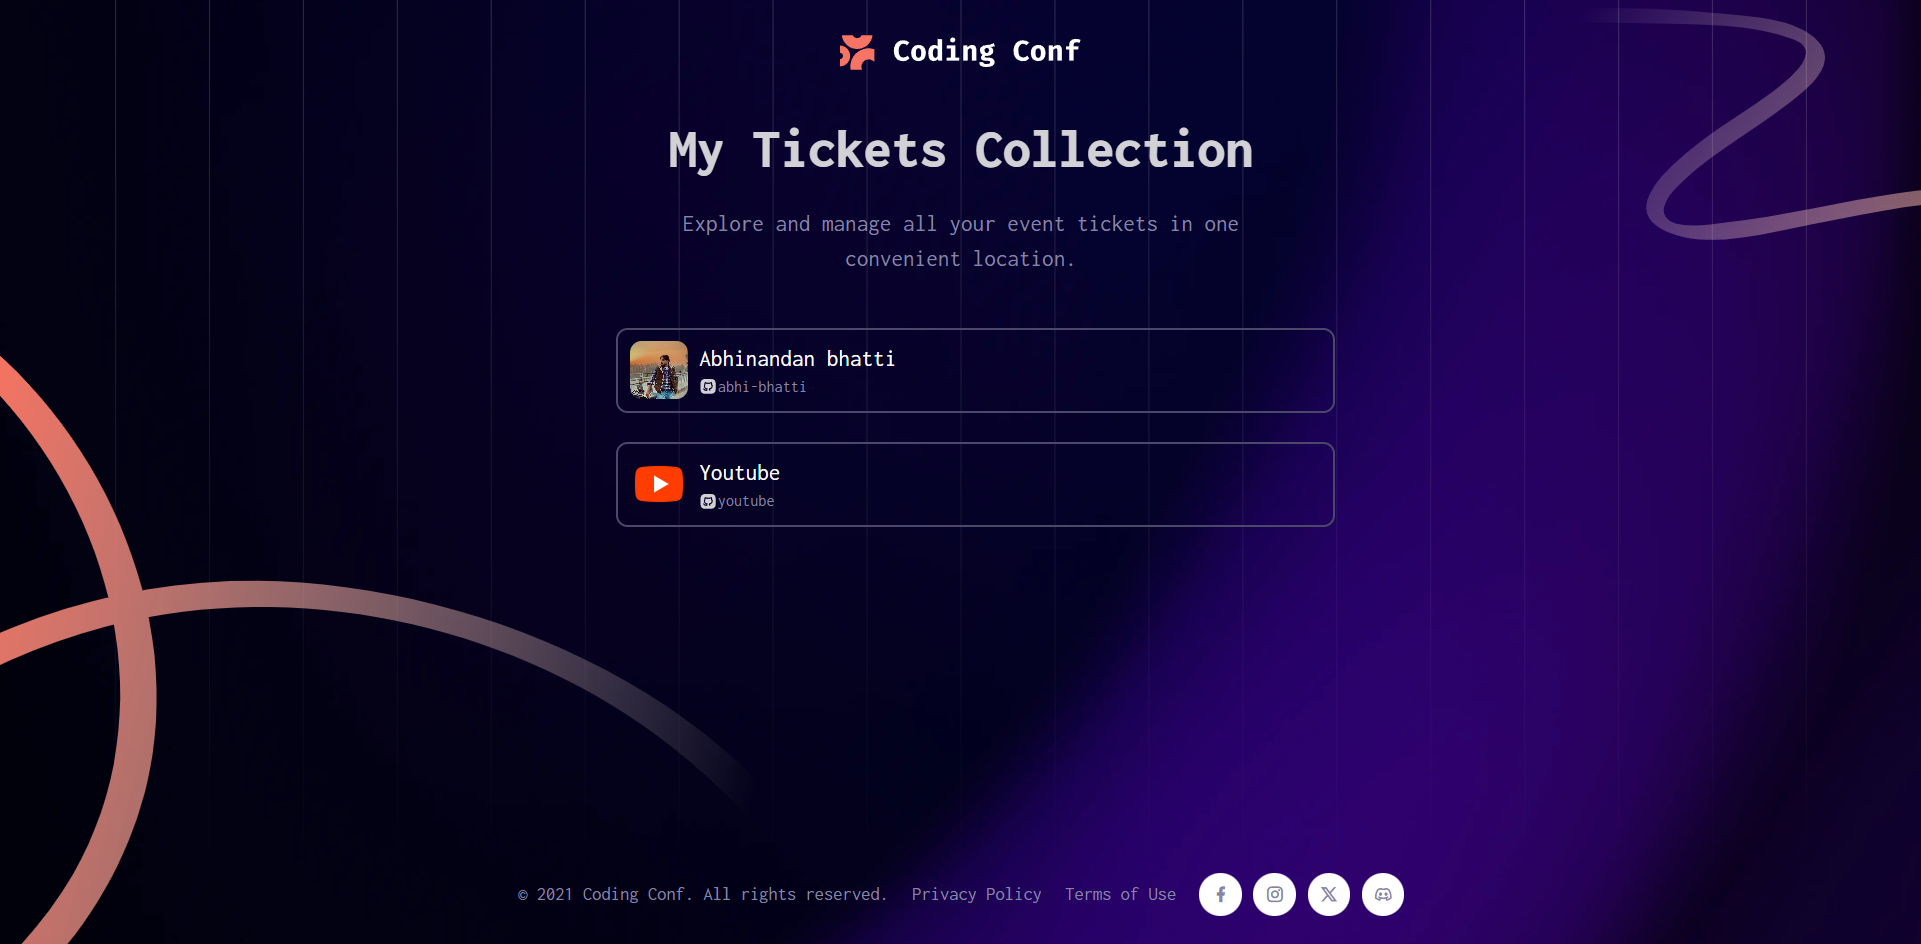 Coding Conf
My Tickets Collection
Explore and manage all your event tickets in one
convenient location.
Abhinandan bhatti
abhi-bhatti
Youtube
youtube
© 2021 Coding Conf. All rights reserved. Privacy Policy Terms of Use